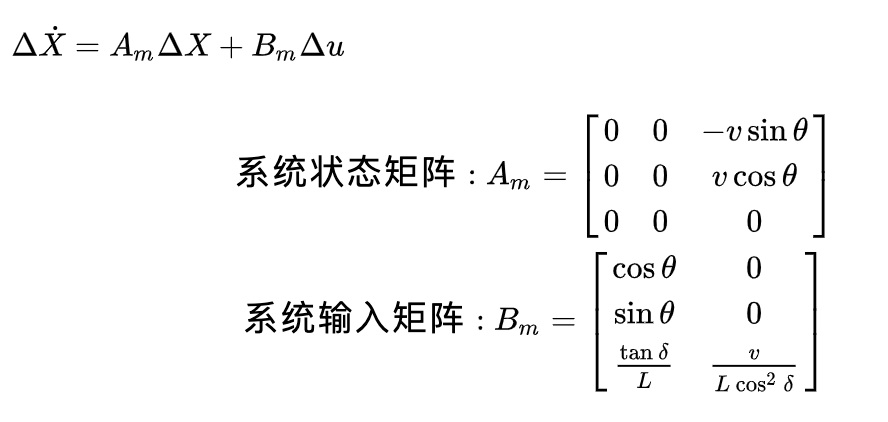 $\Delta \dot{X} = A_m \Delta X + B_m \Delta u$
系统状态矩阵 : $A_m = \begin{bmatrix} 0 & 0 & -v \sin \theta \\ 0 & 0 & v \cos \theta \\ 0 & 0 & 0 \end{bmatrix}$
系统输入矩阵 : $B_m = \begin{bmatrix} \cos \theta & 0 \\ \sin \theta & 0 \\ \frac{\tan \delta}{L} & \frac{v}{L \cos^2 \delta} \end{bmatrix}$